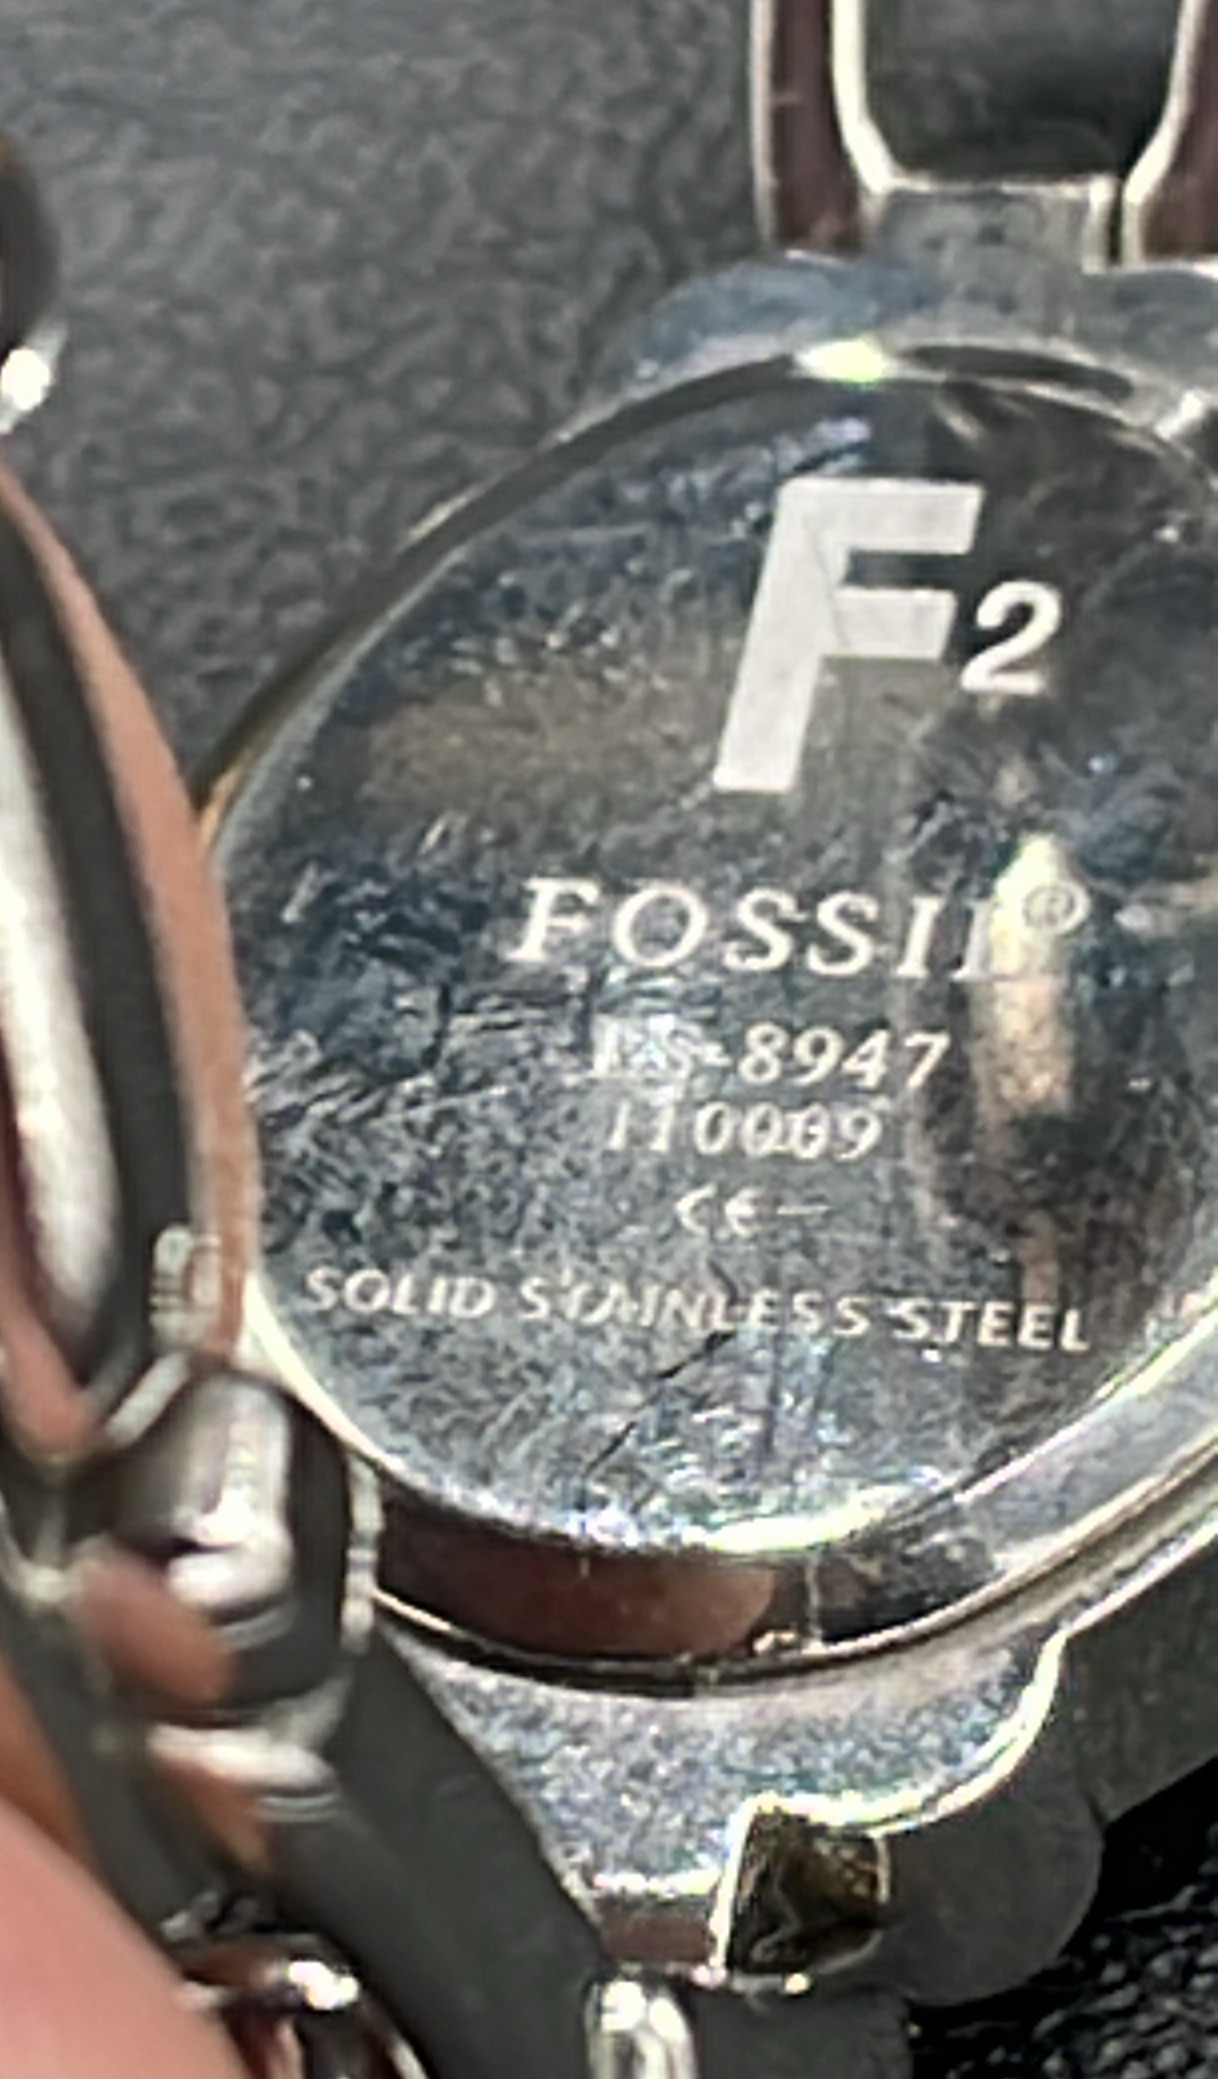 F2
FOSSIL®
ES-8947
110009
CE
SOLID STAINLESS STEEL